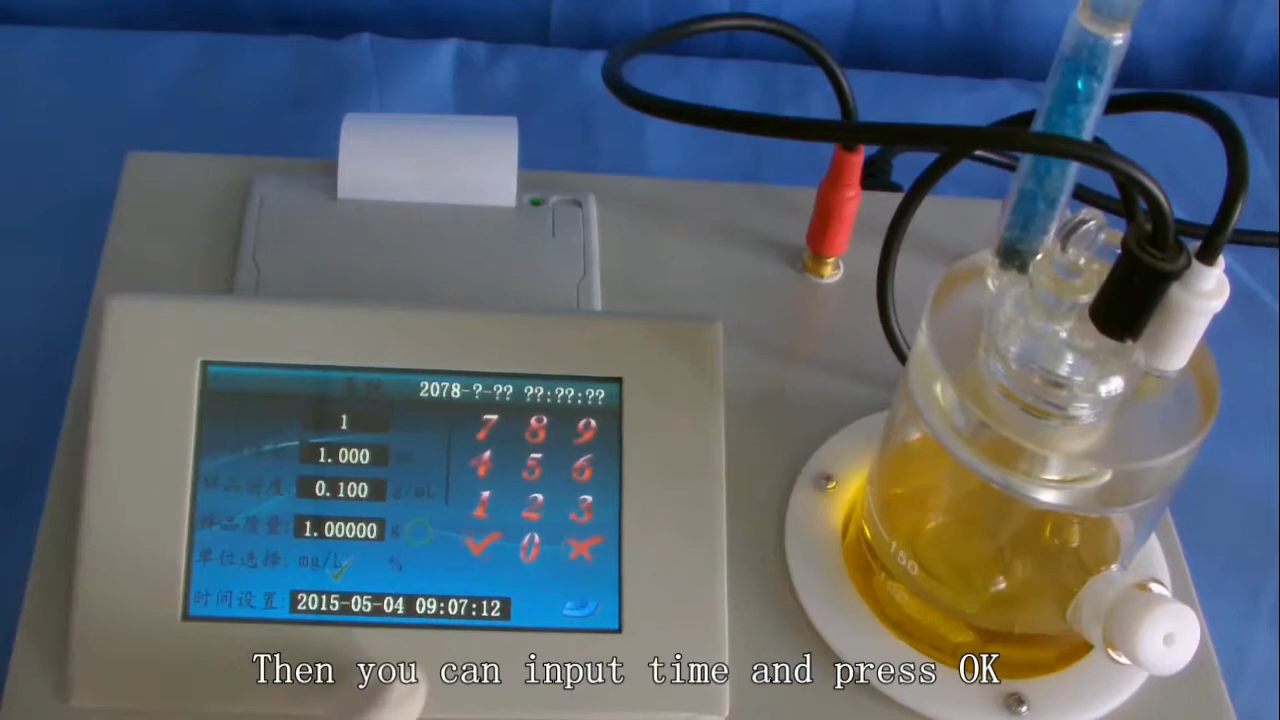 2078-?-?? ??:??:??
1
1.000
样品密度: 0.100 g/mL
样品质量: 1.00000 g
单位选择: mg/L %
时间设置: 2015-05-04 09:07:12
7 8 9
4 5 6
1 2 3
0
150
Then you can input time and press OK